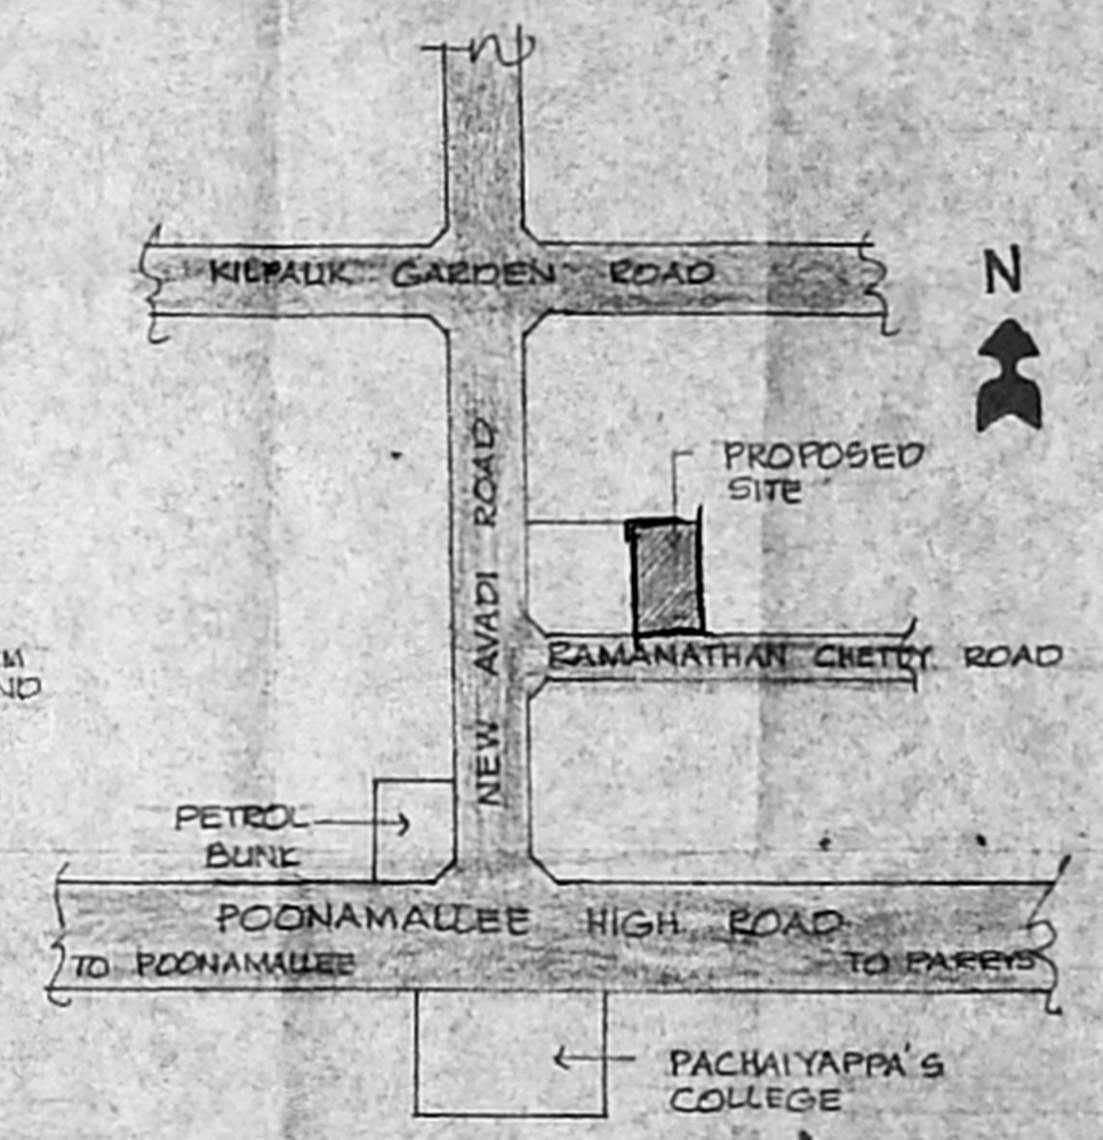 KILPAUK GARDEN ROAD
N
PROPOSED
SITE
NEW AVADI ROAD
RAMANATHAN CHETTY ROAD
PETROL
BUNK
POONAMALLEE HIGH ROAD
TO POONAMALLEE
TO PARRYS
PACHAIYAPPA'S
COLLEGE